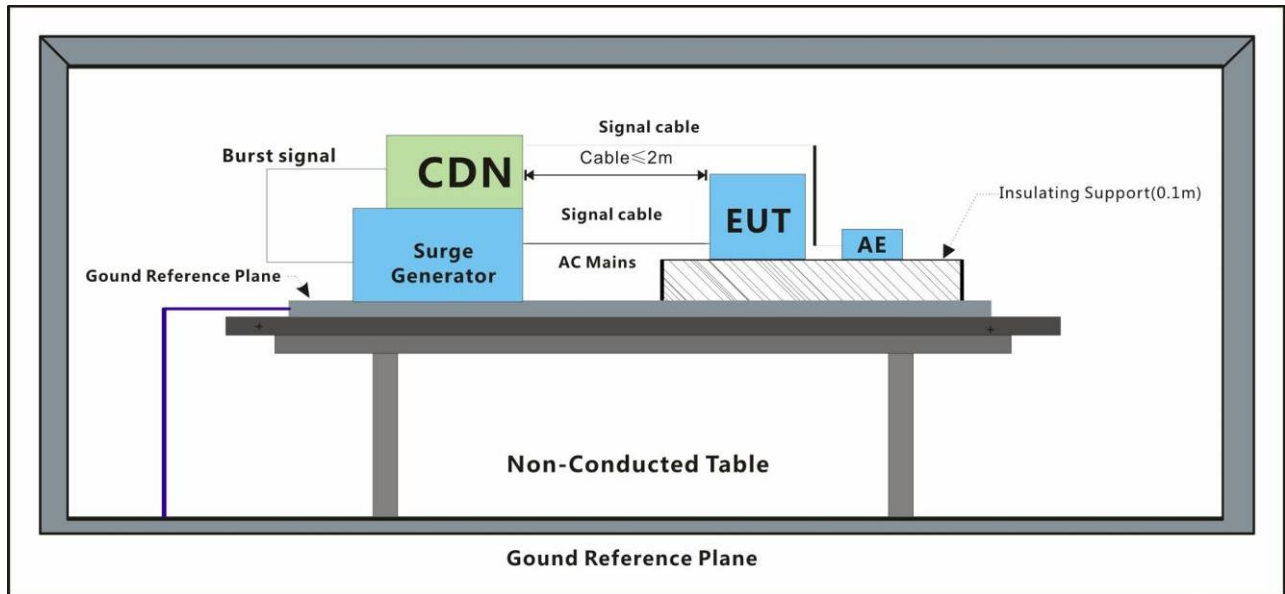 Signal cable
Burst signal
CDN
Cable≤2m
Insulating Support(0.1m)
Signal cable
EUT
AE
Surge
Generator
AC Mains
Gound Reference Plane
Non-Conducted Table
Gound Reference Plane